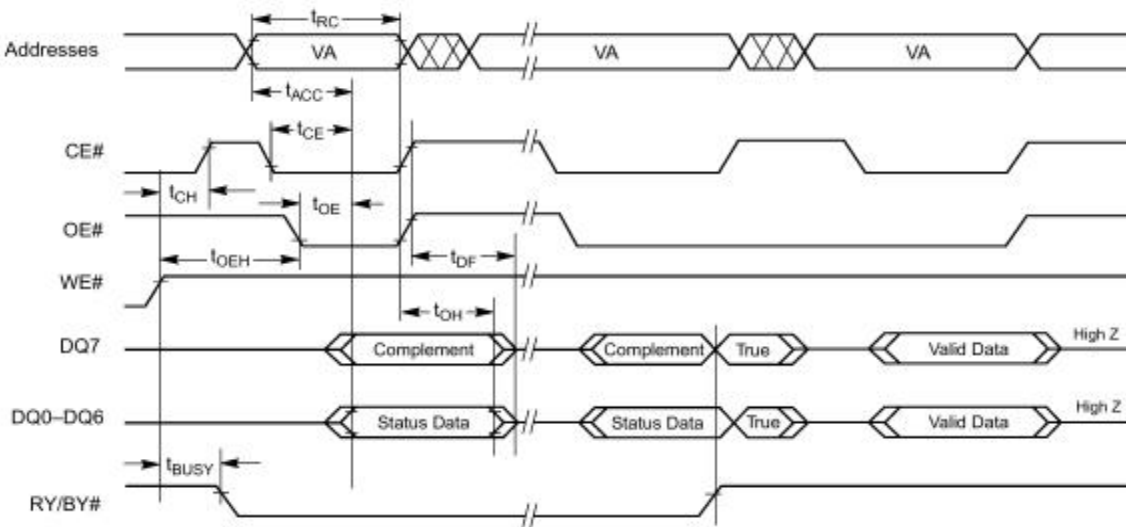 tRC
Addresses VA VA VA
tACC
tCE
CE#
tCH
tOE
OE#
tOEH
tDF
WE#
tOH
DQ7 Complement Complement True Valid Data High Z
DQ0–DQ6 Status Data Status Data True Valid Data High Z
tBUSY
RY/BY#